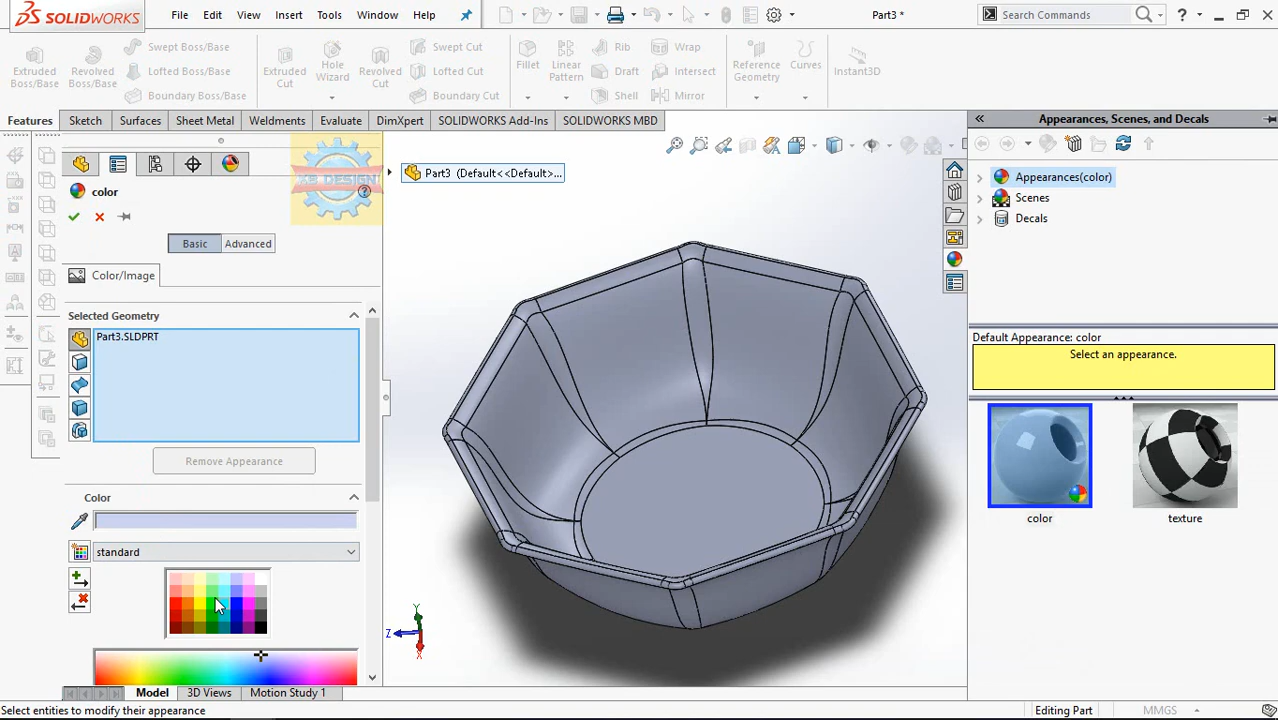 SOLIDWORKS File Edit View Insert Tools Window Help Part3 * Search Commands ?
Extruded Boss/Base
Revolved Boss/Base
Swept Boss/Base
Lofted Boss/Base
Boundary Boss/Base
Extruded Cut
Hole Wizard
Revolved Cut
Swept Cut
Lofted Cut
Boundary Cut
Fillet
Linear Pattern
Rib
Draft
Shell
Wrap
Intersect
Mirror
Reference Geometry
Curves
Instant3D
Features Sketch Surfaces Sheet Metal Weldments Evaluate DimXpert SOLIDWORKS Add-Ins SOLIDWORKS MBD
Appearances, Scenes, and Decals
color
Basic Advanced
Color/Image
Selected Geometry
Part3.SLDPRT
Remove Appearance
Color
standard
Part3 (Default<<Default>...
Y
Z
X
Appearances(color)
Scenes
Decals
Default Appearance: color
Select an appearance.
color texture
Model 3D Views Motion Study 1
Select entities to modify their appearance Editing Part MMGS